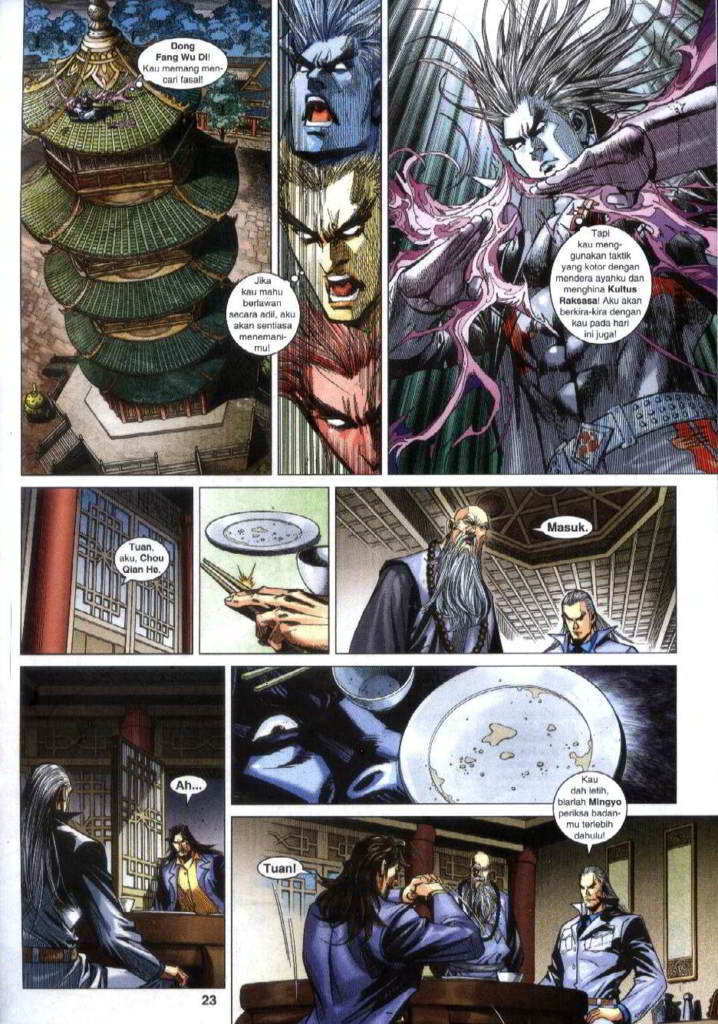 Dong
Fang Wu Di!
Kau memang men-
cari fasal!
Jika
kau mahu
berlawan
secara adil, aku
akan sentiasa
menemani-
mu!
Tapi
kau meng-
gunakan taktik
yang kotor dengan
mendera ayahku dan
menghina Kultus
Raksasa! Aku akan
berkira-kira dengan
kau pada hari
ini juga!
Tuan,
aku, Chou
Qian He.
Masuk.
Ah...
Kau!
dah letih,
biarlah Mingyo
periksa badan-
mu terlebih
dahulu!
Tuan!
23